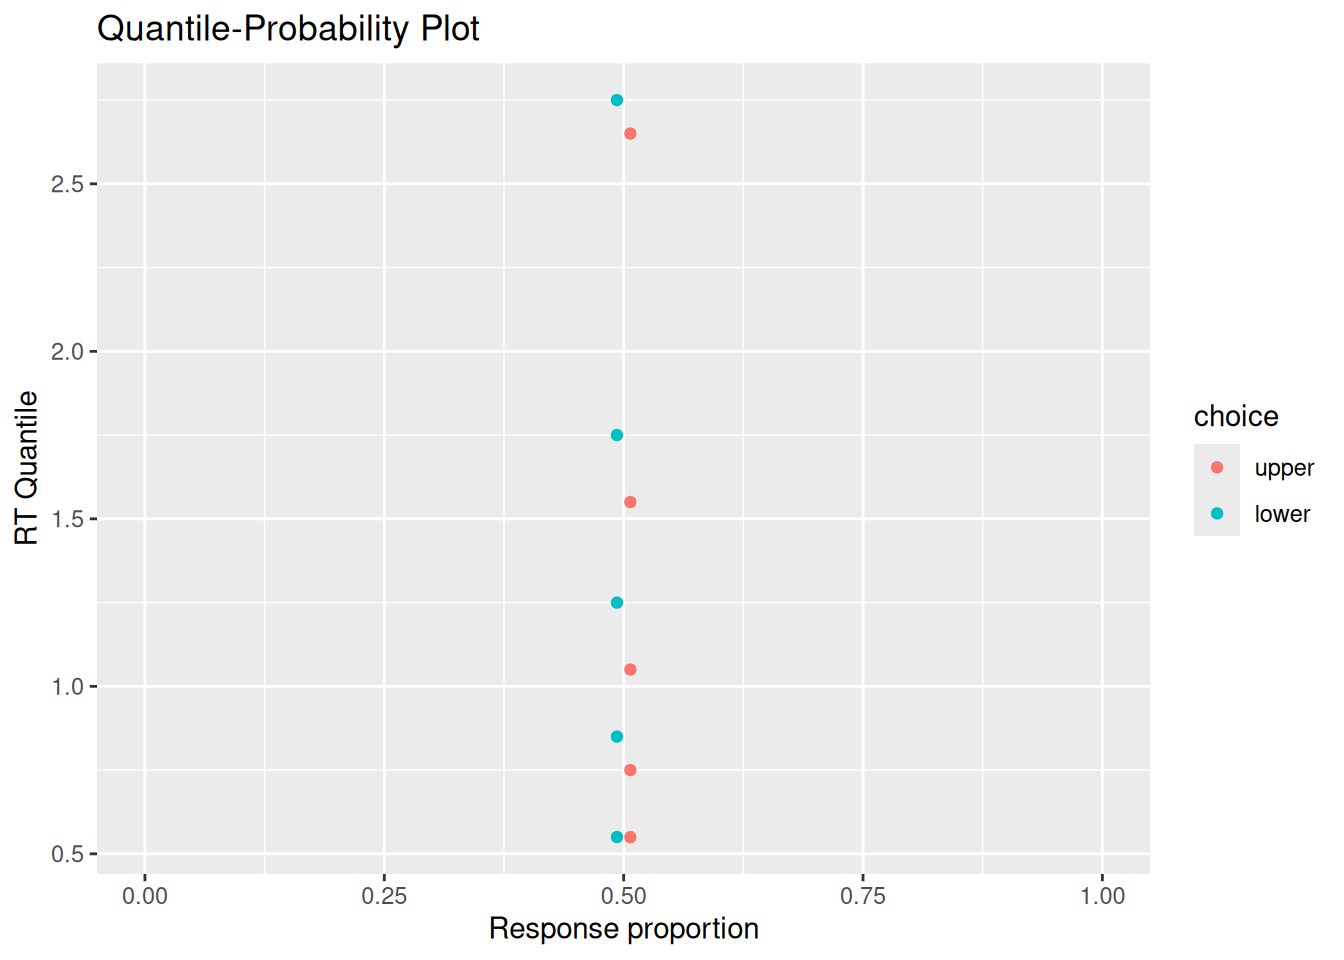 Quantile-Probability Plot
2.5
2.0
1.5
1.0
0.5
RT Quantile
0.00 0.25 0.50 0.75 1.00
Response proportion
choice
upper
lower